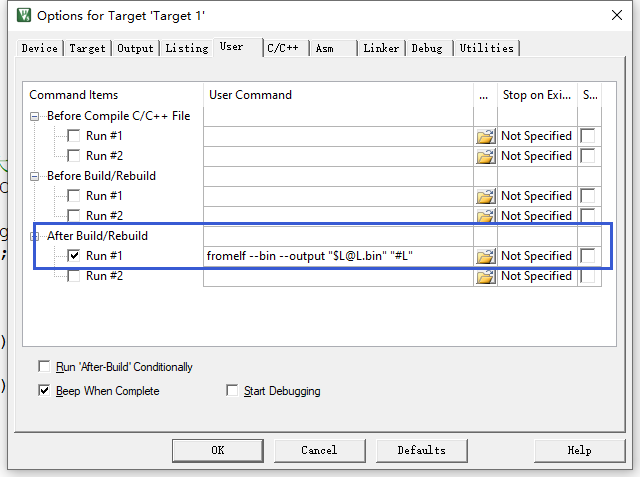 Options for Target 'Target 1'
Device Target Output Listing User C/C++ Asm Linker Debug Utilities
Command Items User Command ... Stop on Exi... S...
Before Compile C/C++ File
Run #1 Not Specified
Run #2 Not Specified
Before Build/Rebuild
Run #1 Not Specified
Run #2 Not Specified
After Build/Rebuild
Run #1 fromelf --bin --output "$L@L.bin" "#L" Not Specified
Run #2 Not Specified
Run 'After-Build' Conditionally
Beep When Complete Start Debugging
OK Cancel Defaults Help